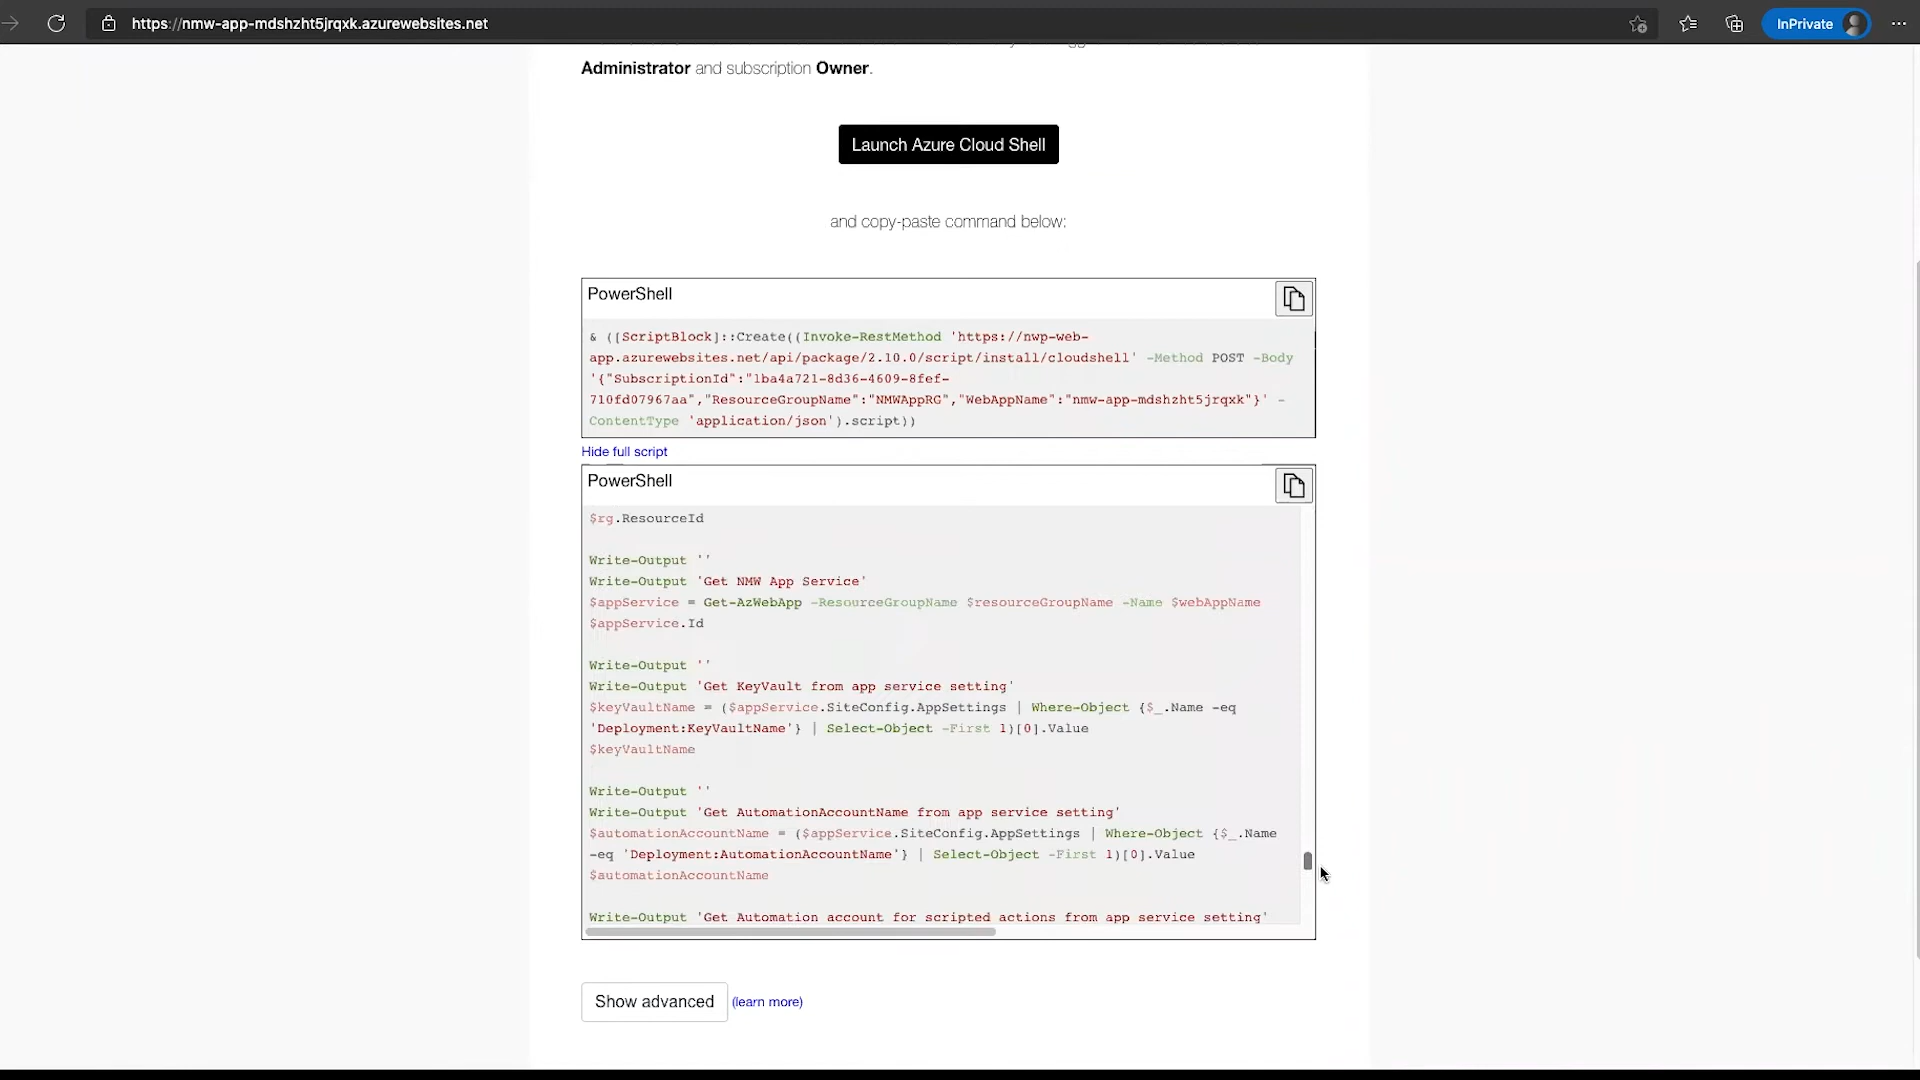 https://nmw-app-mdshzht5jrqxk.azurewebsites.net
InPrivate
Administrator and subscription Owner.
Launch Azure Cloud Shell
and copy-paste command below:
PowerShell
& ([ScriptBlock]::Create((Invoke-RestMethod 'https://nwp-web-
app.azurewebsites.net/api/package/2.10.0/script/install/cloudshell' -Method POST -Body
'{"SubscriptionId":"1ba4a721-8d36-4609-8fef-
710fd07967aa","ResourceGroupName":"NMWAppRG","WebAppName":"nmw-app-mdshzht5jrqxk"}' -
ContentType 'application/json').script))
Hide full script
PowerShell
$rg.ResourceId
Write-Output ''
Write-Output 'Get NMW App Service'
$appService = Get-AzWebApp -ResourceGroupName $resourceGroupName -Name $webAppName
$appService.Id
Write-Output ''
Write-Output 'Get KeyVault from app service setting'
$keyVaultName = ($appService.SiteConfig.AppSettings | Where-Object {$_.Name -eq
'Deployment:KeyVaultName'} | Select-Object -First 1)[0].Value
$keyVaultName
Write-Output ''
Write-Output 'Get AutomationAccountName from app service setting'
$automationAccountName = ($appService.SiteConfig.AppSettings | Where-Object {$_.Name
-eq 'Deployment:AutomationAccountName'} | Select-Object -First 1)[0].Value
$automationAccountName
Write-Output 'Get Automation account for scripted actions from app service setting'
Show advanced (learn more)